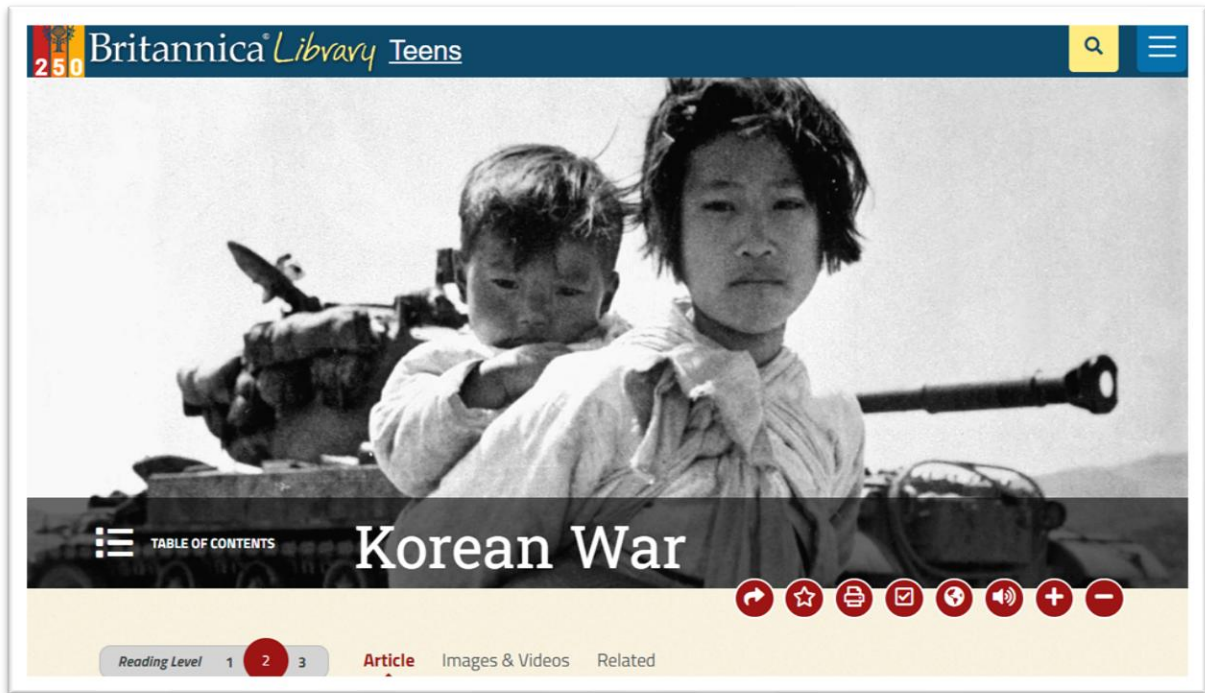 250 Britannica® Library Teens
TABLE OF CONTENTS Korean War
Reading Level 1 2 3 Article Images & Videos Related